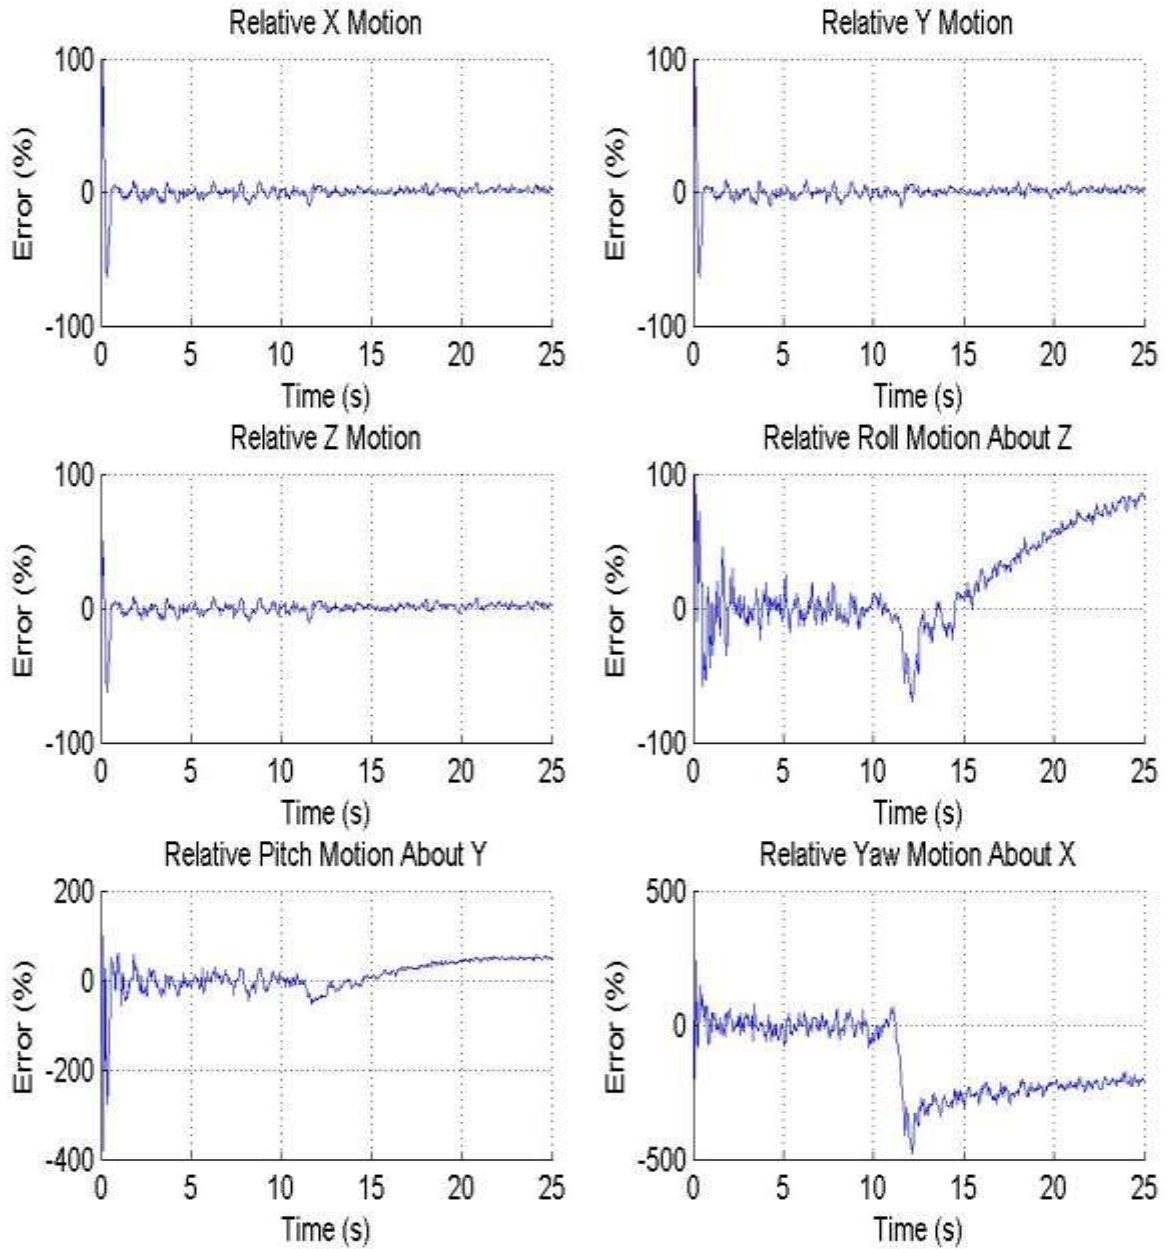 Relative X Motion
100
0
-100
Error (%)
0 5 10 15 20 25
Time (s)
Relative Y Motion
100
0
-100
Error (%)
0 5 10 15 20 25
Time (s)
Relative Z Motion
100
0
-100
Error (%)
0 5 10 15 20 25
Time (s)
Relative Roll Motion About Z
100
0
-100
Error (%)
0 5 10 15 20 25
Time (s)
Relative Pitch Motion About Y
200
0
-200
-400
Error (%)
0 5 10 15 20 25
Time (s)
Relative Yaw Motion About X
500
0
-500
Error (%)
0 5 10 15 20 25
Time (s)